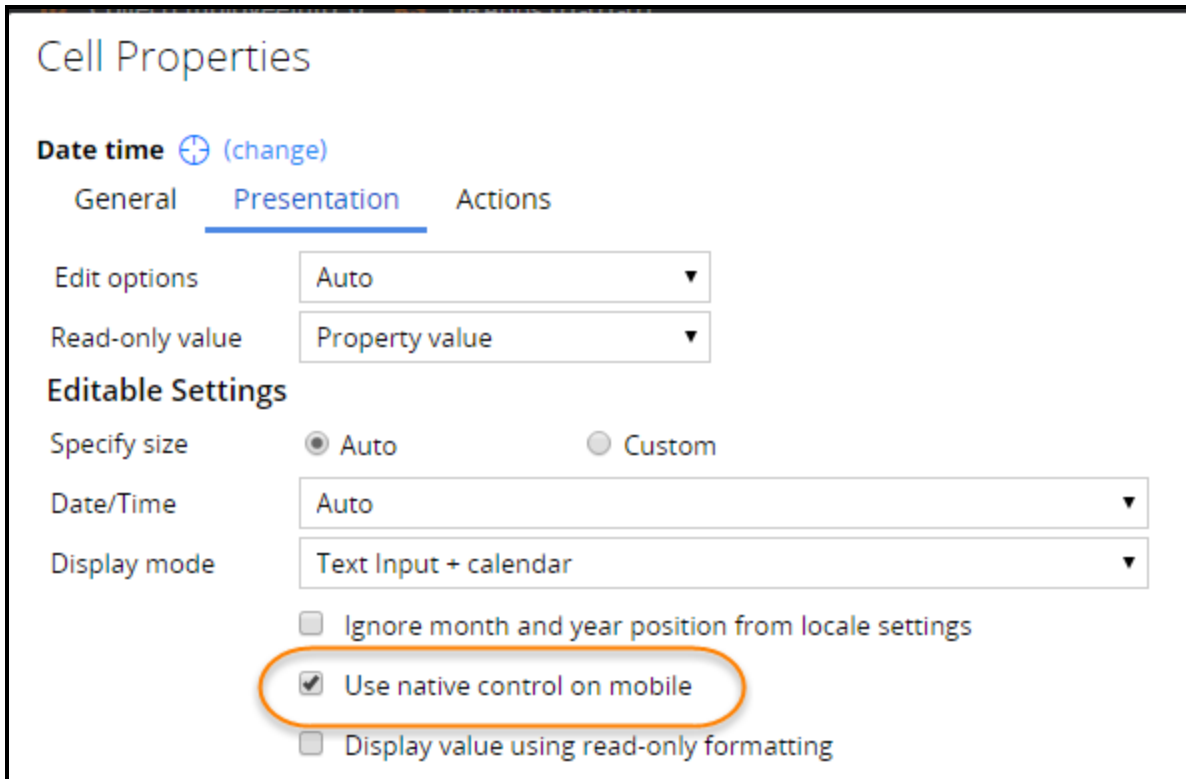 Cell Properties
Date time (change)
General Presentation Actions
Edit options Auto
Read-only value Property value
Editable Settings
Specify size Auto Custom
Date/Time Auto
Display mode Text Input + calendar
Ignore month and year position from locale settings
Use native control on mobile
Display value using read-only formatting